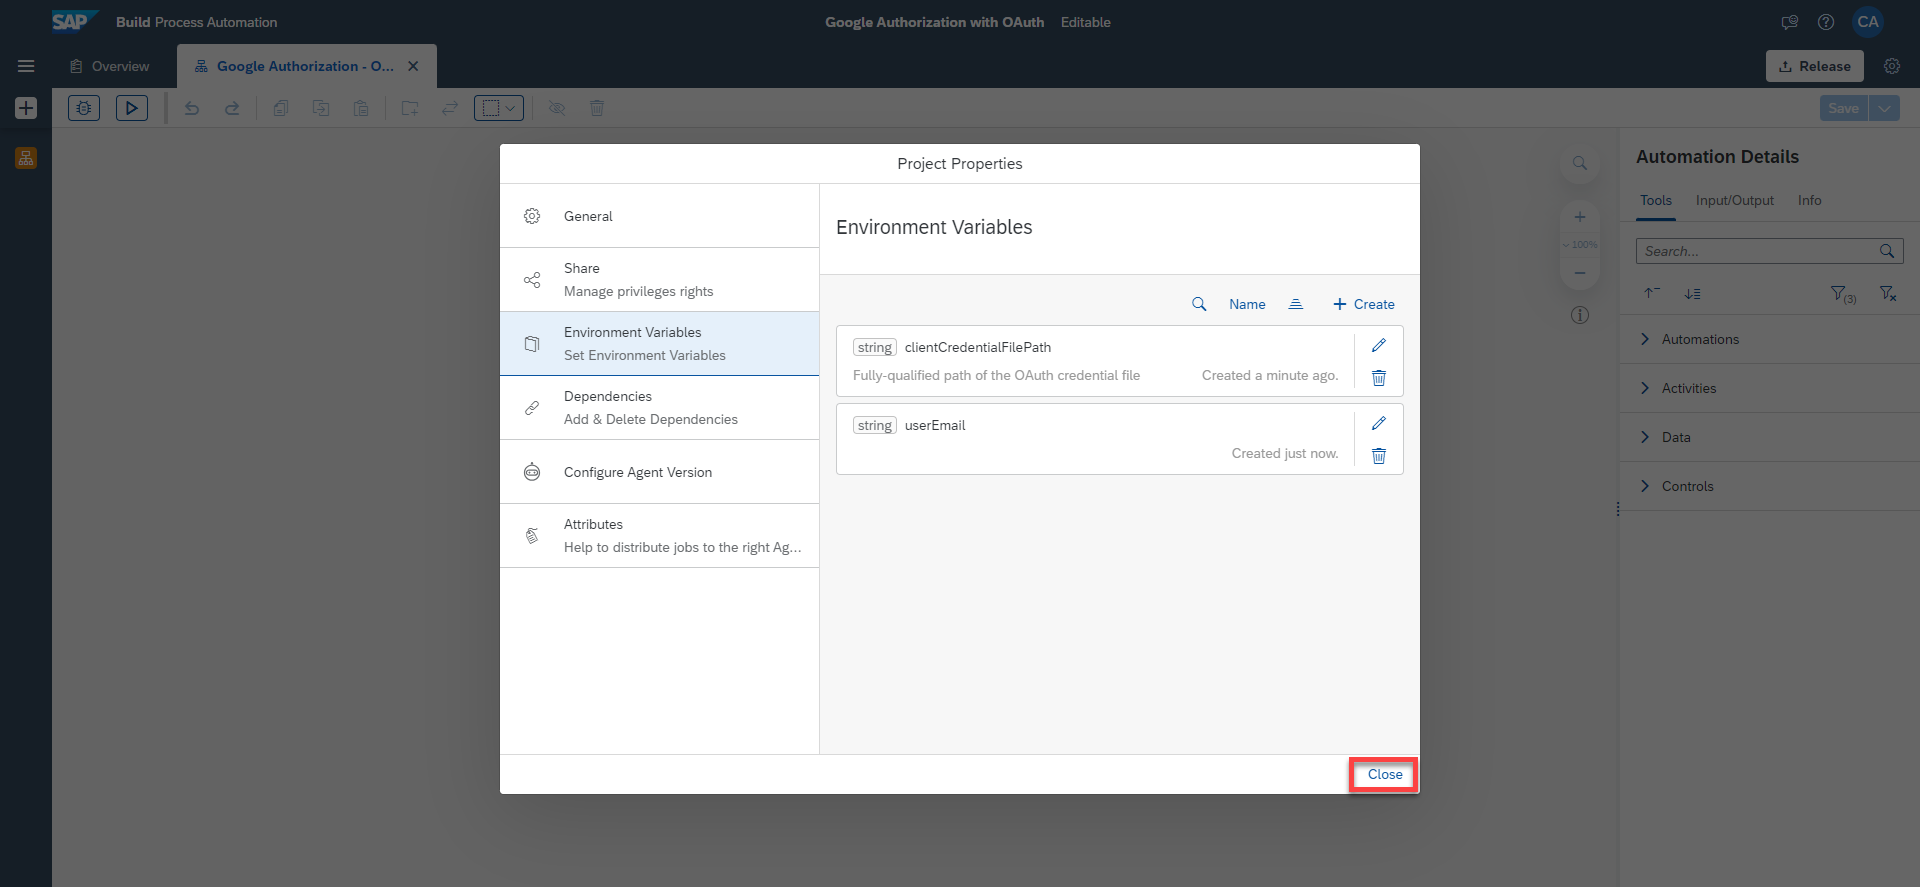 SAP Build Process Automation
Google Authorization with OAuth Editable
CA
Overview
Google Authorization - O...
Release
Save
Project Properties
General
Share
Manage privileges rights
Environment Variables
Set Environment Variables
Dependencies
Add & Delete Dependencies
Configure Agent Version
Attributes
Help to distribute jobs to the right Ag...
Environment Variables
Name
Create
string clientCredentialFilePath
Fully-qualified path of the OAuth credential file Created a minute ago.
string userEmail
Created just now.
Close
100%
Automation Details
Tools Input/Output Info
Search...
(3)
Automations
Activities
Data
Controls